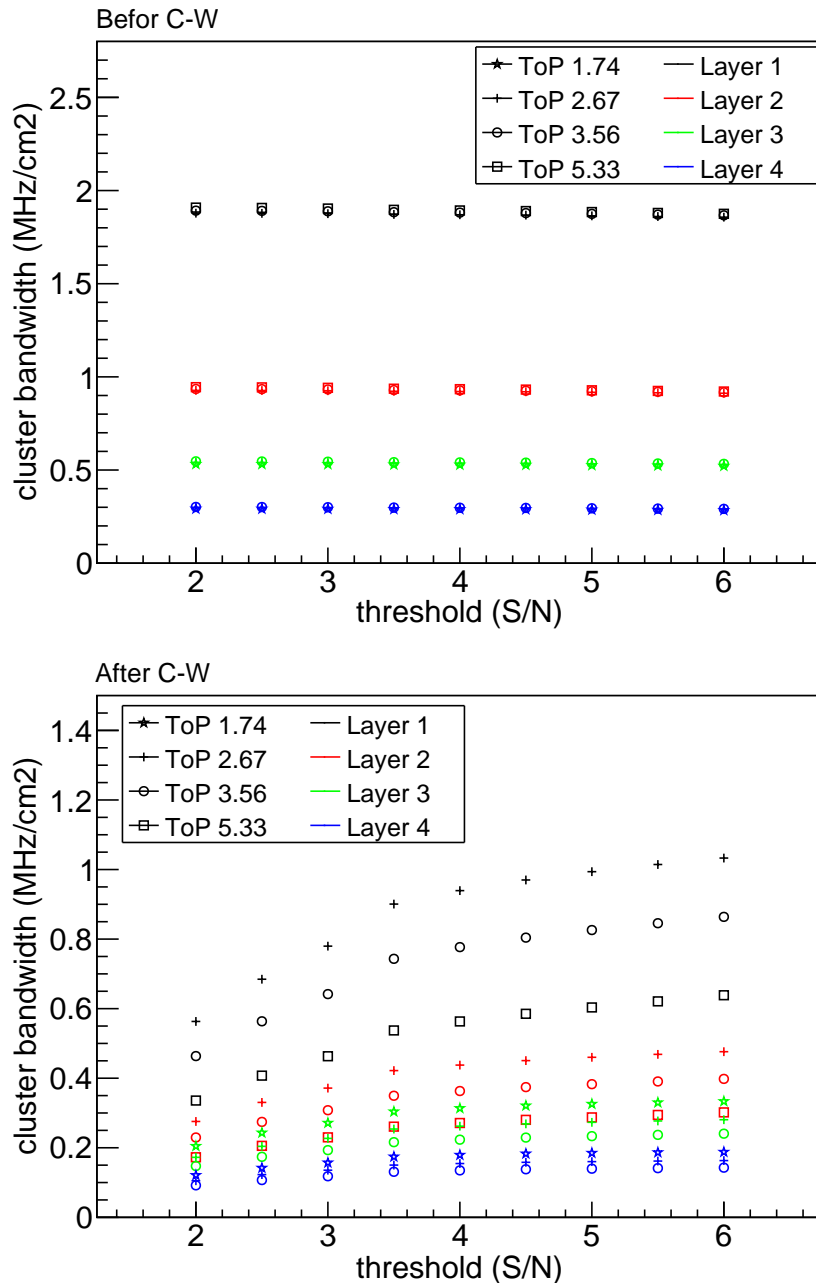 Befor C-W
ToP 1.74 Layer 1
ToP 2.67 Layer 2
ToP 3.56 Layer 3
ToP 5.33 Layer 4
2.5
2
1.5
1
0.5
0
cluster bandwidth (MHz/cm2)
2 3 4 5 6
threshold (S/N)
After C-W
ToP 1.74 Layer 1
ToP 2.67 Layer 2
ToP 3.56 Layer 3
ToP 5.33 Layer 4
1.4
1.2
1
0.8
0.6
0.4
0.2
0
cluster bandwidth (MHz/cm2)
2 3 4 5 6
threshold (S/N)